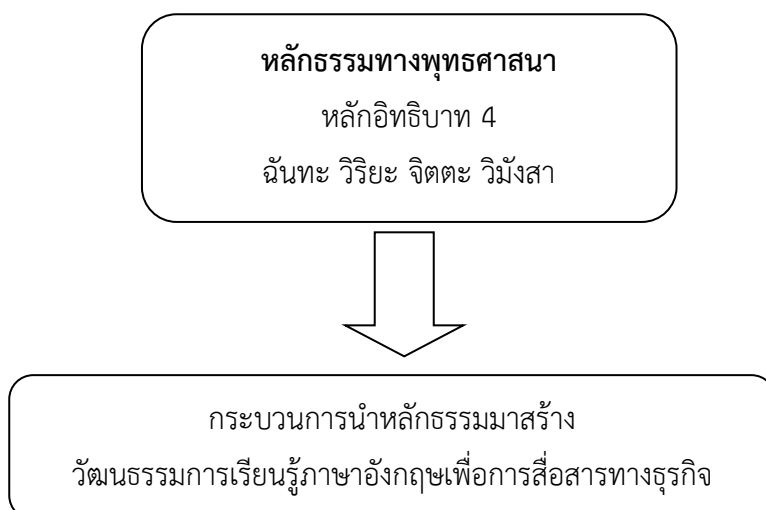 หลักธรรมทางพุทธศาสนา
หลักอิทธิบาท 4
ฉันทะ วิริยะ จิตตะ วิมังสา
กระบวนการนำหลักธรรมมาสร้าง
วัฒนธรรมการเรียนรู้ภาษาอังกฤษเพื่อการสื่อสารทางธุรกิจ